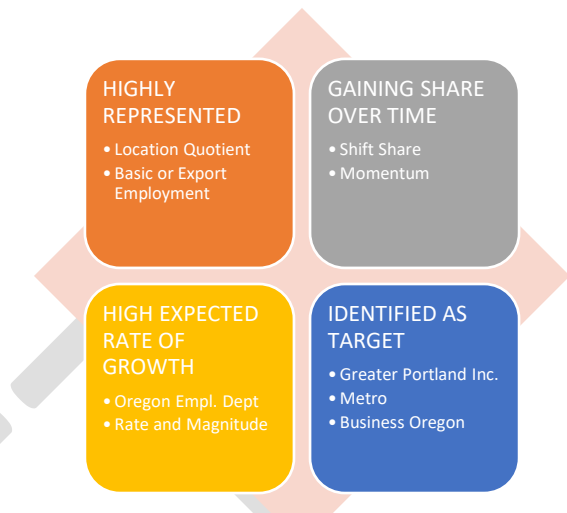 HIGHLY
REPRESENTED
• Location Quotient
• Basic or Export
Employment
GAINING SHARE
OVER TIME
• Shift Share
• Momentum
HIGH EXPECTED
RATE OF
GROWTH
• Oregon Empl. Dept
• Rate and Magnitude
IDENTIFIED AS
TARGET
• Greater Portland Inc.
• Metro
• Business Oregon